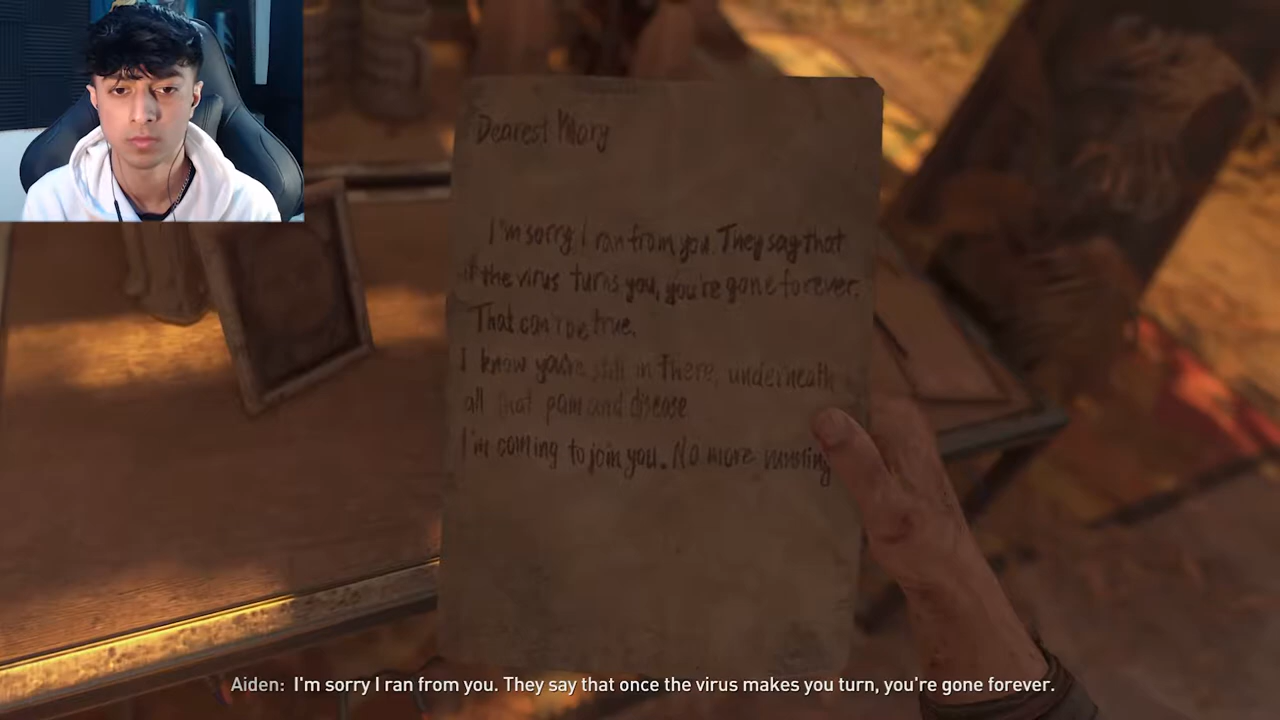 Dearest Mary
I'm sorry I ran from you. They say that
if the virus turns you, you're gone forever.
That can't be true.
I know you're still in there, underneath
all that pain and disease
I'm coming to join you. No more running
Aiden: I'm sorry I ran from you. They say that once the virus makes you turn, you're gone forever.